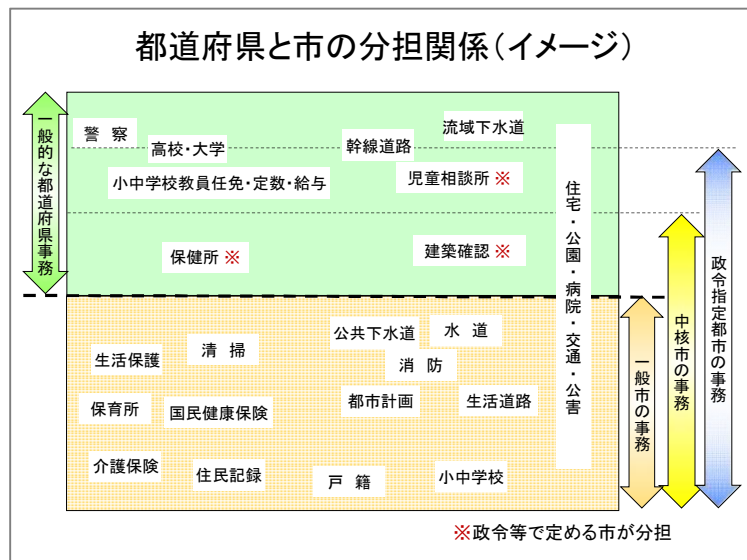 都道府県と市の分担関係(イメージ)
一般的な都道府県事務
警 察
高校・大学
幹線道路
流域下水道
小中学校教員任免・定数・給与
児童相談所 ※
保健所 ※
建築確認 ※
住宅・公園・病院・交通・公害
政令指定都市の事務
中核市の事務
一般市の事務
公共下水道
水 道
清 掃
生活保護
消 防
保育所
国民健康保険
都市計画
生活道路
介護保険
住民記録
戸 籍
小中学校
※政令等で定める市が分担